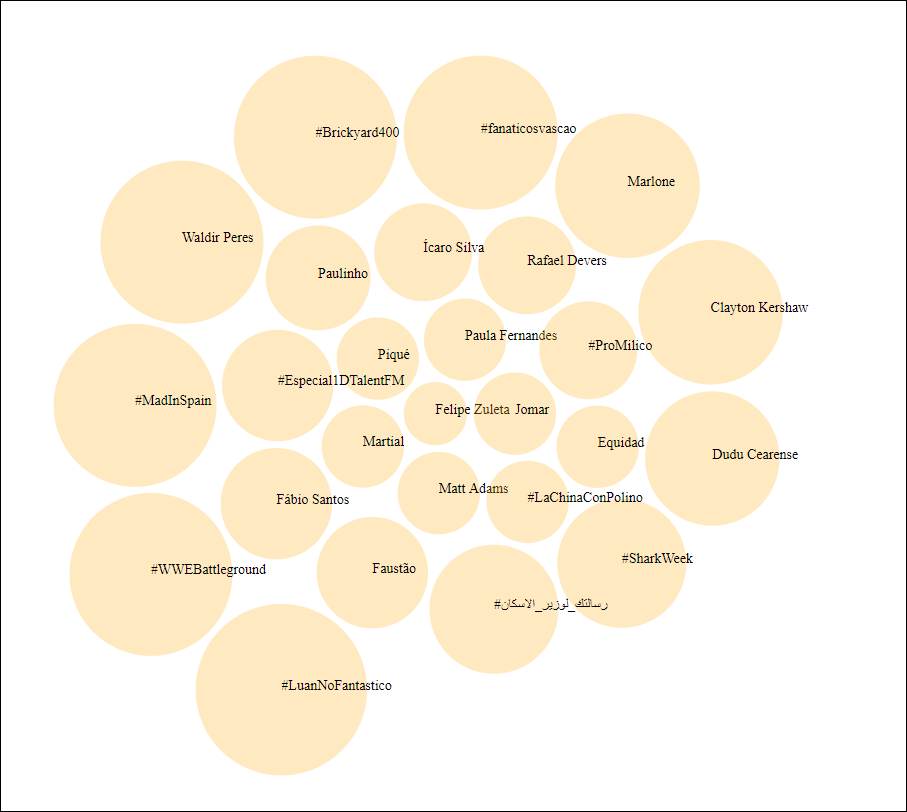 #fanaticosvascao
#Brickyard400
Marlone
Waldir Peres
Ícaro Silva
Rafael Devers
Paulinho
Clayton Kershaw
Paula Fernandes
#ProMilico
Piqué
#Especial1DTalentFM
#MadInSpain
Felipe Zuleta
Jomar
Martial
Equidad
Dudu Cearense
Matt Adams
#LaChinaConPolino
Fábio Santos
#SharkWeek
Faustão
#WWEBattleground
#رسالتك_لوزير_الاسكان
#LuanNoFantastico